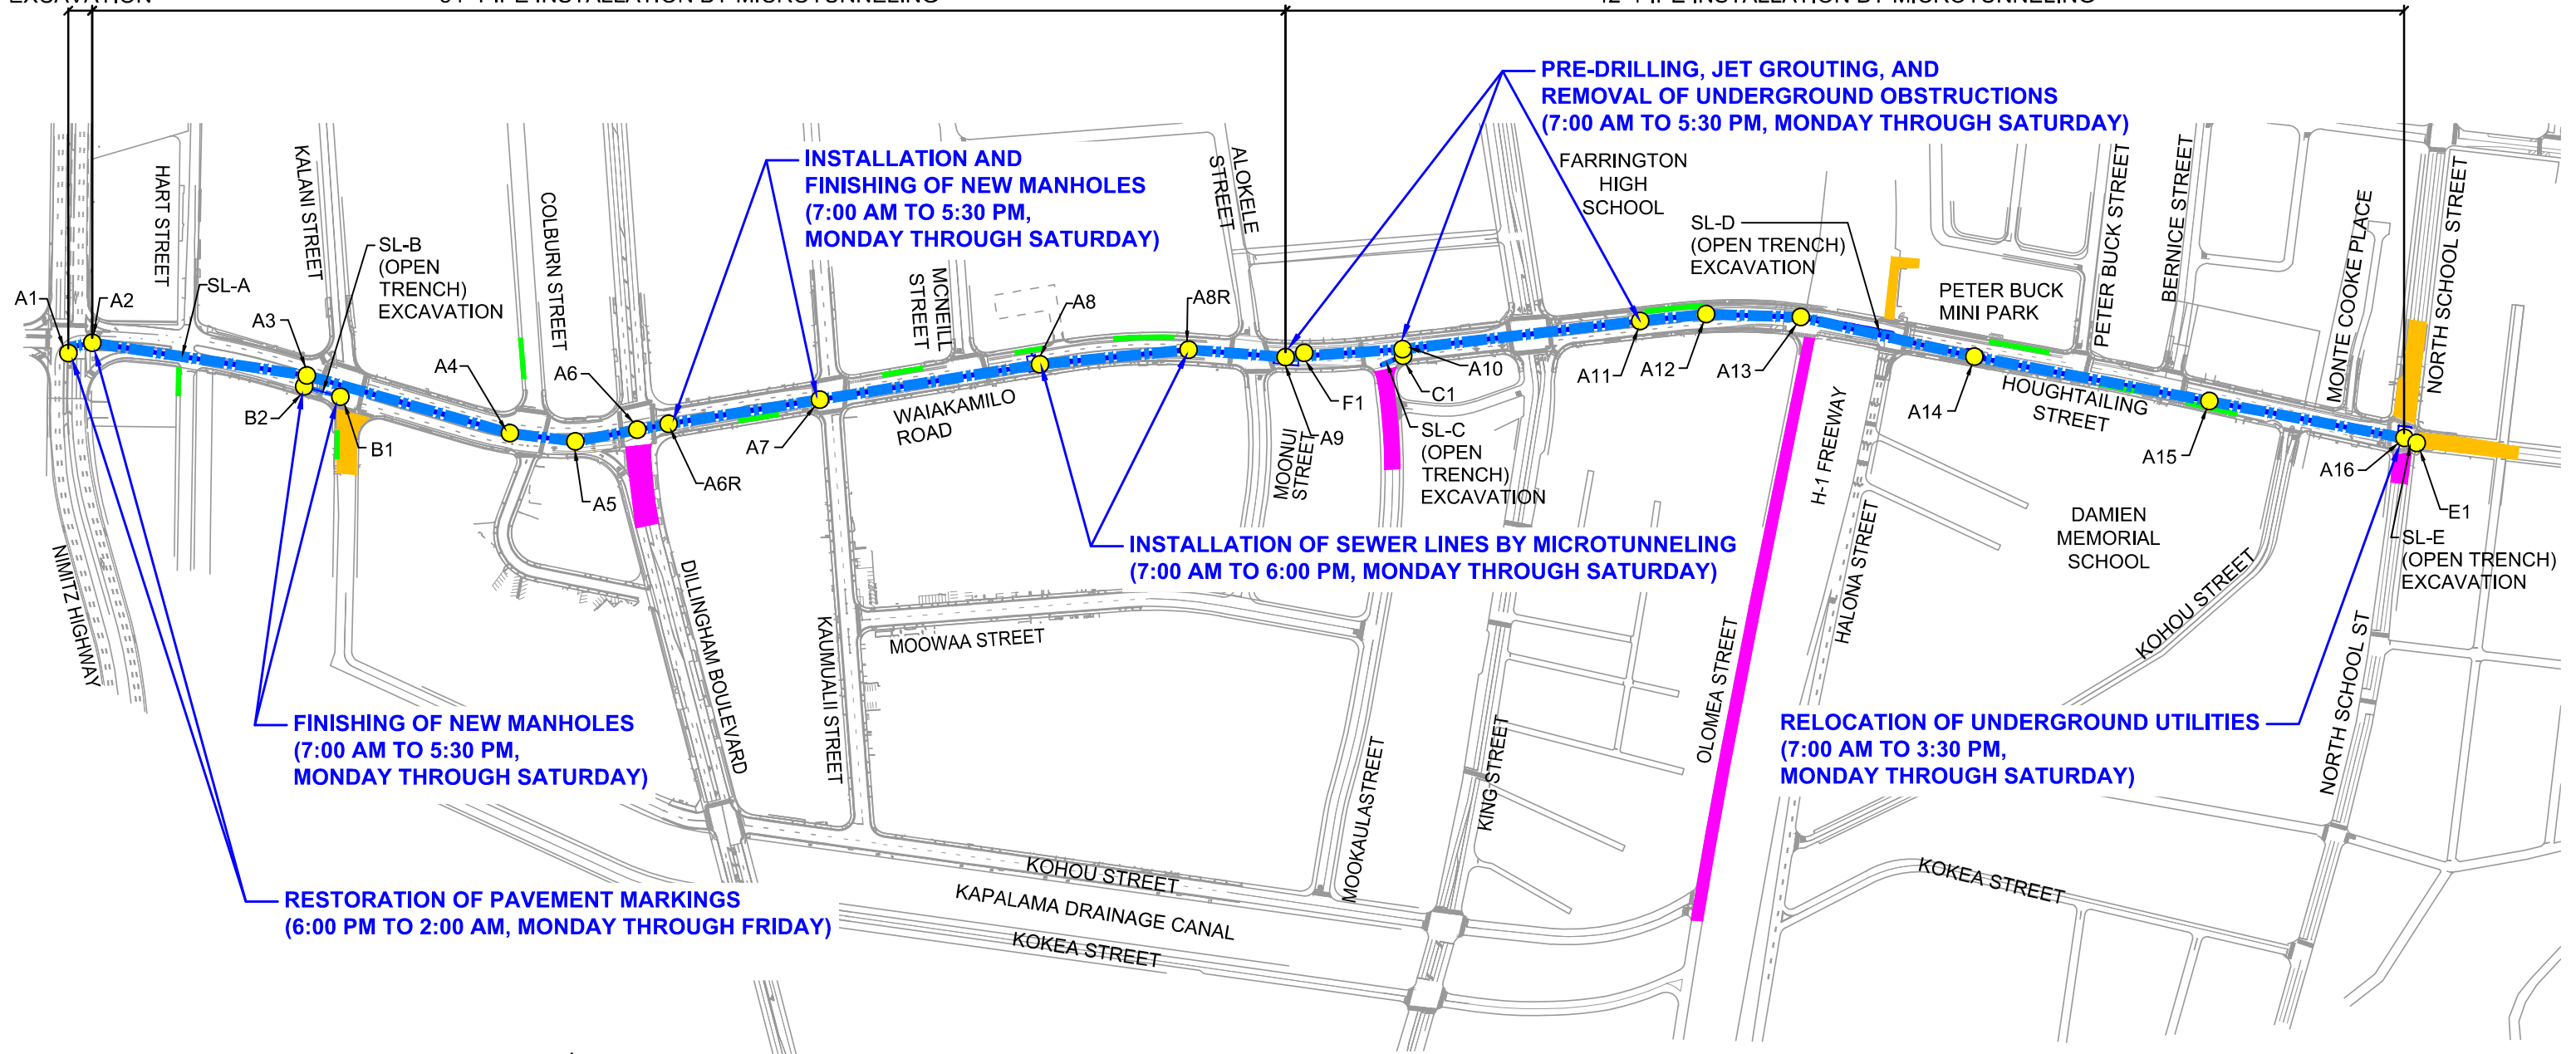 PRE-DRILLING, JET GROUTING, AND
REMOVAL OF UNDERGROUND OBSTRUCTIONS
(7:00 AM TO 5:30 PM, MONDAY THROUGH SATURDAY)
INSTALLATION AND
FINISHING OF NEW MANHOLES
(7:00 AM TO 5:30 PM,
MONDAY THROUGH SATURDAY)
HART STREET
KALANI STREET
COLBURN STREET
MCNEILL
STREET
ALOKELE
STREET
FARRINGTON
HIGH
SCHOOL
SL-D
(OPEN TRENCH)
EXCAVATION
PETER BUCK
MINI PARK
PETER BUCK STREET
BERNICE STREET
MONTE COOKE PLACE
NORTH SCHOOL STREET
SL-B
(OPEN
TRENCH)
EXCAVATION
SL-A
A1
A2
A3
B2
B1
A4
A5
A6
A6R
A7
A8
A8R
A9
F1
A10
C1
A11
A12
A13
A14
A15
A16
E1
WAIAKAMILO
ROAD
MOONUI
STREET
SL-C
(OPEN
TRENCH)
EXCAVATION
HOUGHTAILING
STREET
H-1 FREEWAY
DAMIEN
MEMORIAL
SCHOOL
SL-E
(OPEN TRENCH)
EXCAVATION
INSTALLATION OF SEWER LINES BY MICROTUNNELING
(7:00 AM TO 6:00 PM, MONDAY THROUGH SATURDAY)
NIMITZ HIGHWAY
DILLINGHAM BOULEVARD
KAUMUALII STREET
MOOWAA STREET
OLOMEA STREET
HALONA STREET
KOHOU STREET
NORTH SCHOOL ST
FINISHING OF NEW MANHOLES
(7:00 AM TO 5:30 PM,
MONDAY THROUGH SATURDAY)
RELOCATION OF UNDERGROUND UTILITIES
(7:00 AM TO 3:30 PM,
MONDAY THROUGH SATURDAY)
MOOKAULASTREET
KING STREET
RESTORATION OF PAVEMENT MARKINGS
(6:00 PM TO 2:00 AM, MONDAY THROUGH FRIDAY)
KOHOU STREET
KAPALAMA DRAINAGE CANAL
KOKEA STREET
KOKEA STREET